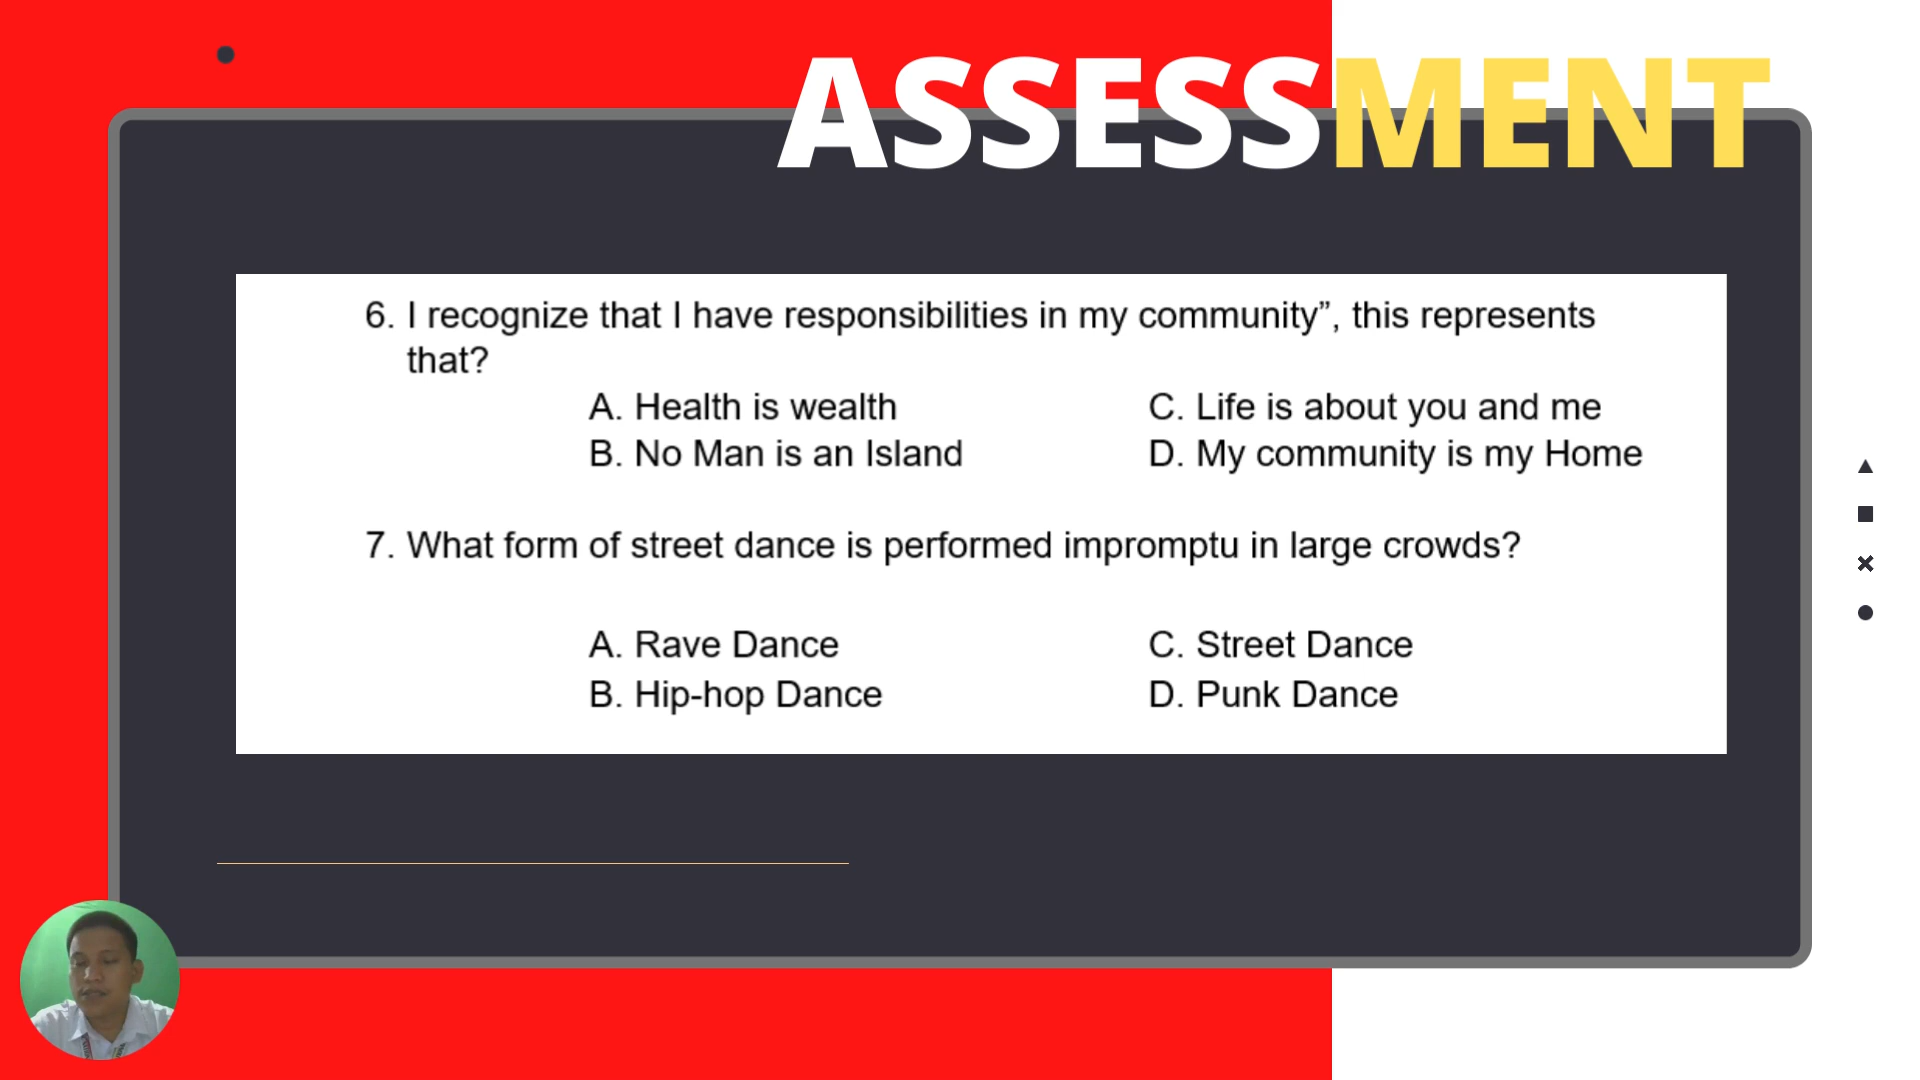 ASSESSMENT
6. I recognize that I have responsibilities in my community”, this represents
that?
A. Health is wealth
C. Life is about you and me
B. No Man is an Island
D. My community is my Home
7. What form of street dance is performed impromptu in large crowds?
A. Rave Dance
C. Street Dance
B. Hip-hop Dance
D. Punk Dance